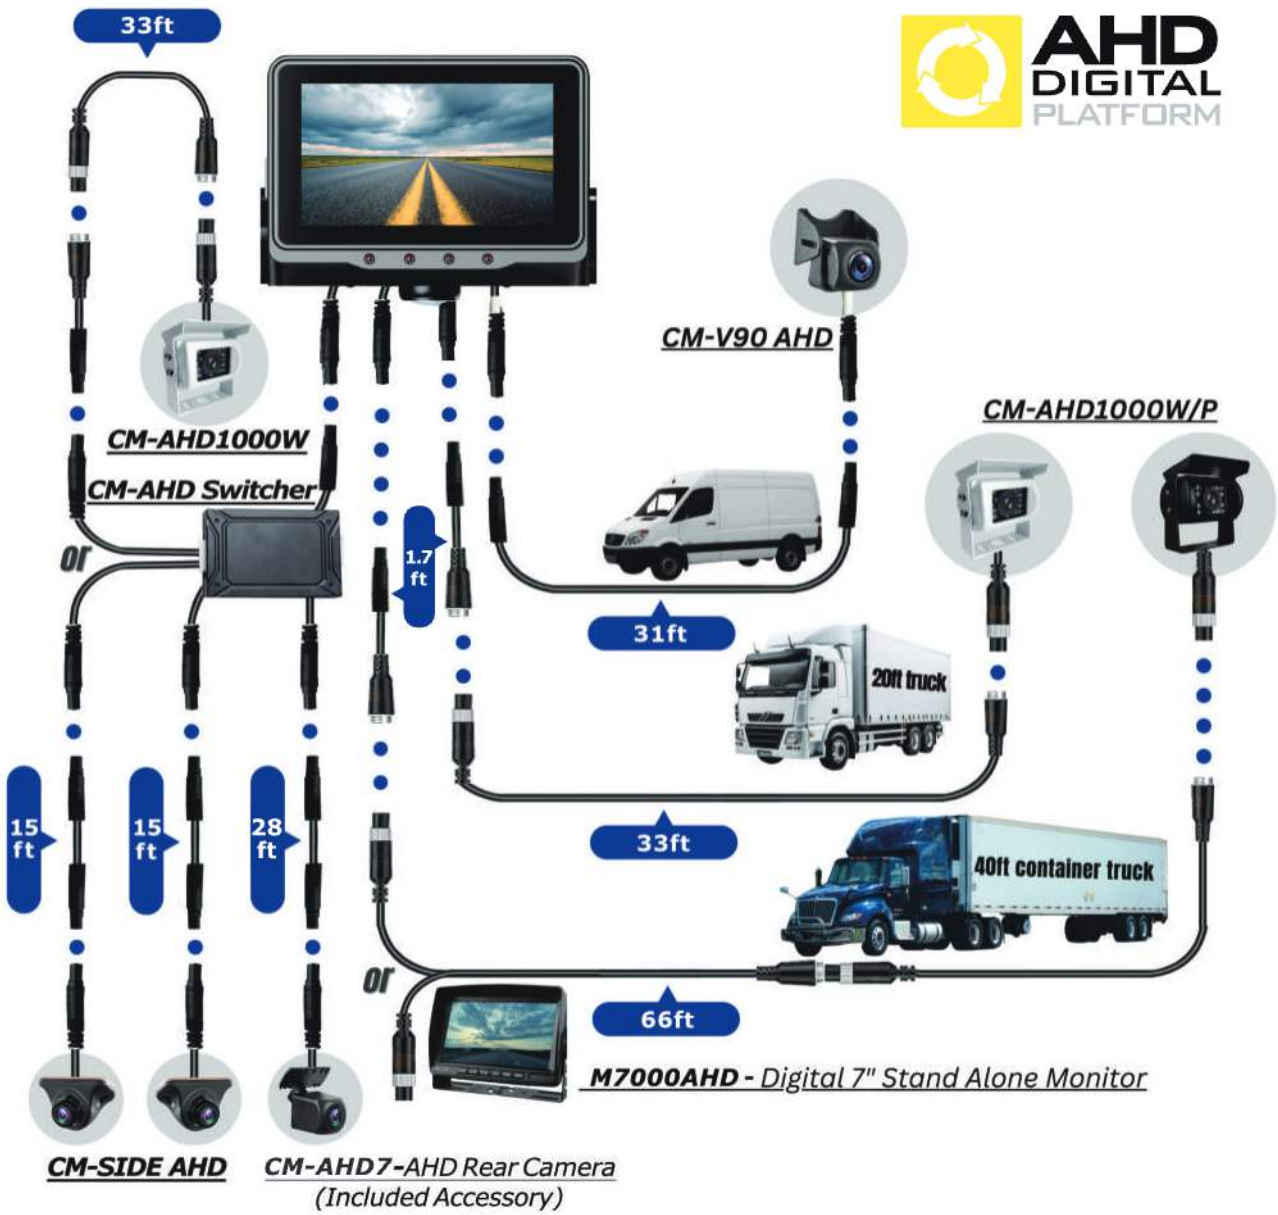 33ft
AHD
DIGITAL
PLATFORM
CM-V90 AHD
CM-AHD1000W/P
CM-AHD1000W
CM-AHD Switcher
or
1.7
ft
31ft
20ft truck
15
ft
15
ft
28
ft
33ft
40ft container truck
or
66ft
M7000AHD - Digital 7" Stand Alone Monitor
CM-SIDE AHD
CM-AHD7-AHD Rear Camera
(Included Accessory)